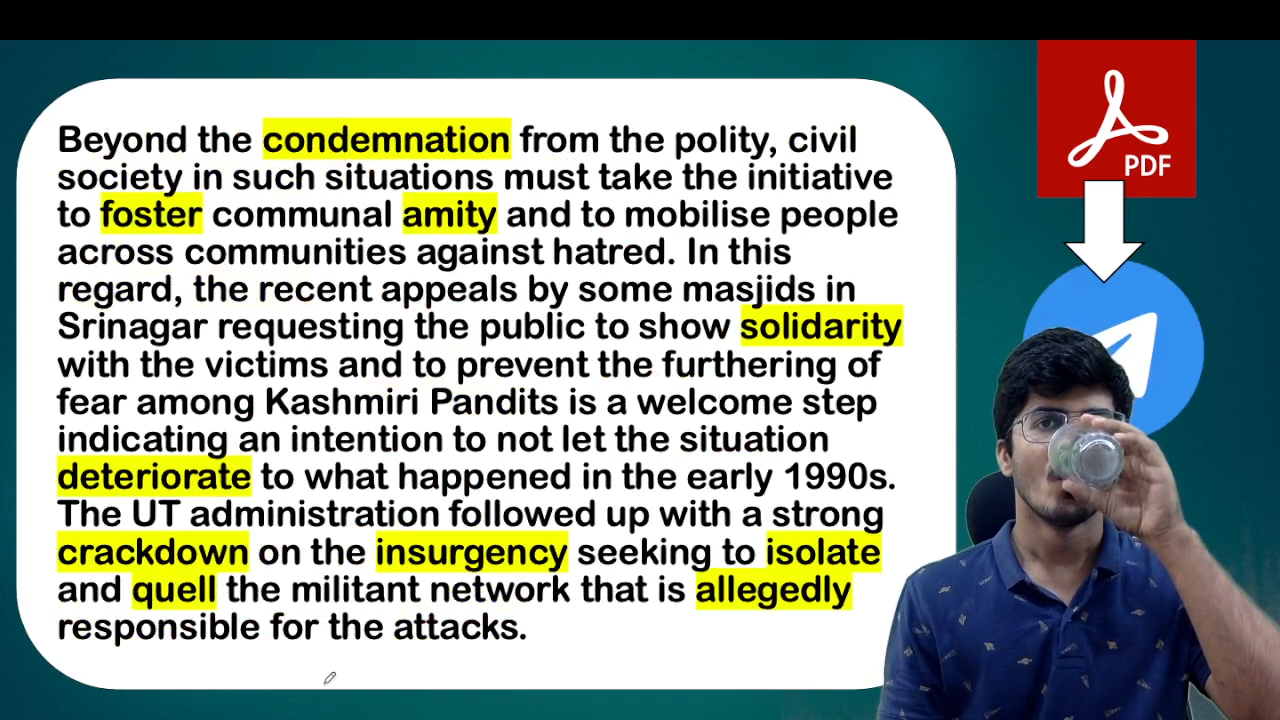 Beyond the condemnation from the polity, civil
society in such situations must take the initiative
to foster communal amity and to mobilise people
across communities against hatred. In this
regard, the recent appeals by some masjids in
Srinagar requesting the public to show solidarity
with the victims and to prevent the furthering of
fear among Kashmiri Pandits is a welcome step
indicating an intention to not let the situation
deteriorate to what happened in the early 1990s.
The UT administration followed up with a strong
crackdown on the insurgency seeking to isolate
and quell the militant network that is allegedly
responsible for the attacks.
PDF